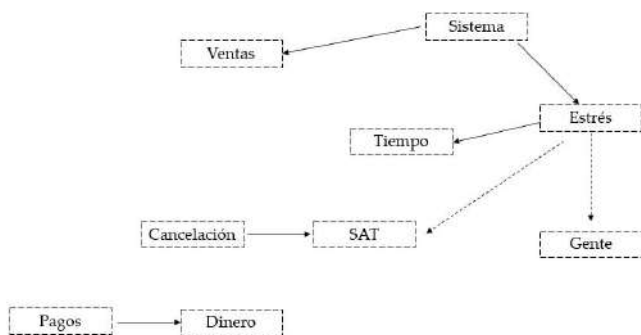 Sistema
Ventas
Estrés
Tiempo
Cancelación
SAT
Gente
Pagos
Dinero